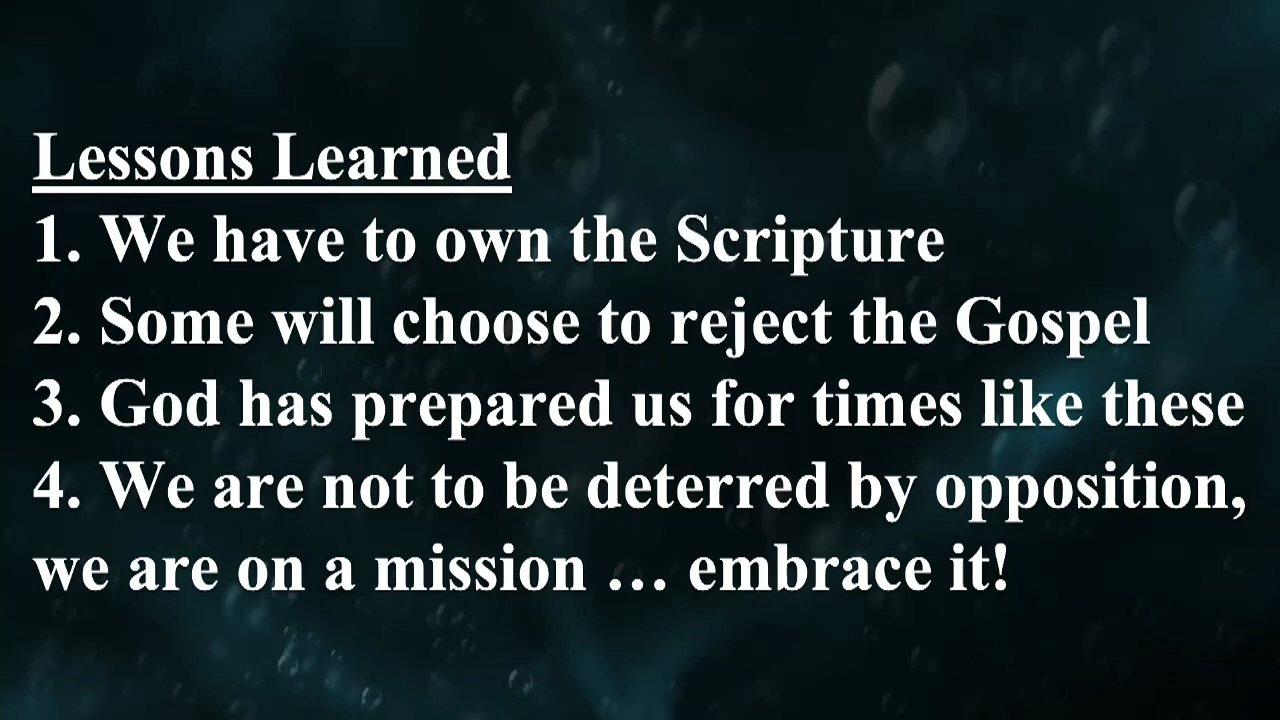 Lessons Learned
1. We have to own the Scripture
2. Some will choose to reject the Gospel
3. God has prepared us for times like these
4. We are not to be deterred by opposition,
we are on a mission … embrace it!